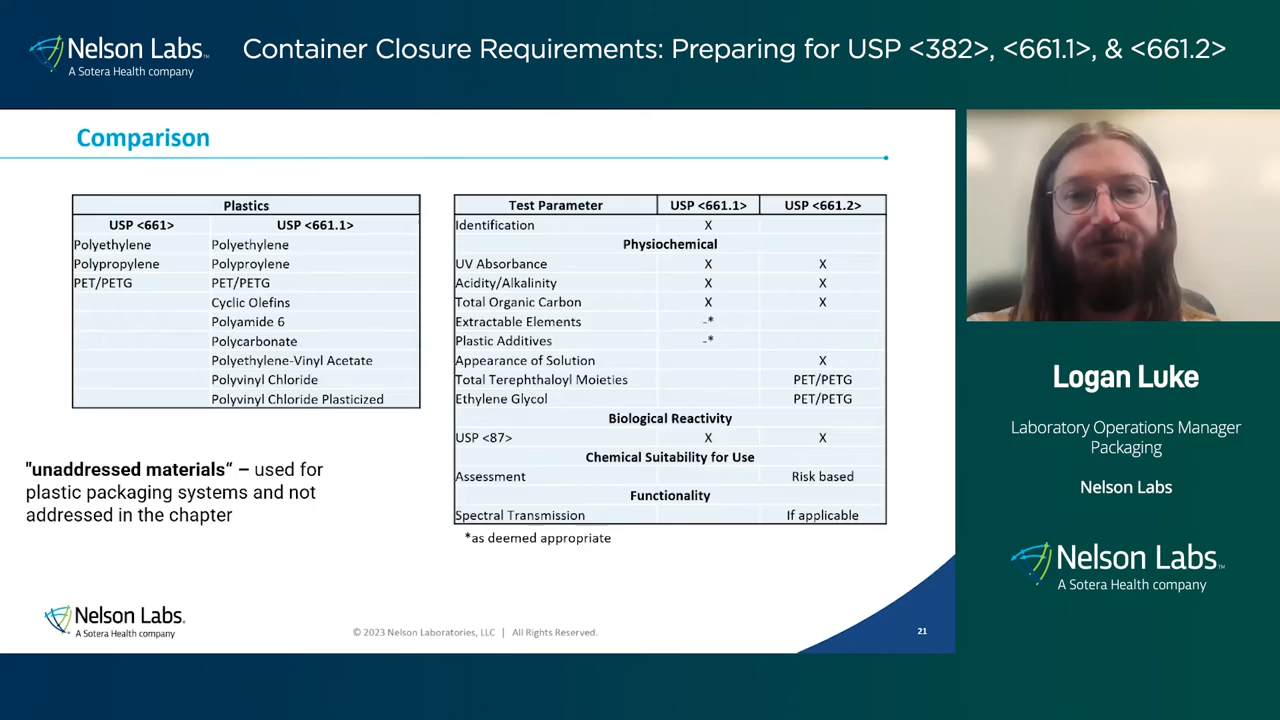 Nelson Labs™
A Sotera Health company
Container Closure Requirements: Preparing for USP <382>, <661.1>, & <661.2>
Comparison
Plastics
USP <661> USP <661.1>
Polyethylene Polyethylene
Polypropylene Polyproylene
PET/PETG PET/PETG
Cyclic Olefins
Polyamide 6
Polycarbonate
Polyethylene-Vinyl Acetate
Polyvinyl Chloride
Polyvinyl Chloride Plasticized
"unaddressed materials“ – used for
plastic packaging systems and not
addressed in the chapter
Test Parameter USP <661.1> USP <661.2>
Identification X
Physiochemical
UV Absorbance X X
Acidity/Alkalinity X X
Total Organic Carbon X X
Extractable Elements -*
Plastic Additives -*
Appearance of Solution X
Total Terephthaloyl Moieties PET/PETG
Ethylene Glycol PET/PETG
Biological Reactivity
USP <87> X X
Chemical Suitability for Use
Assessment Risk based
Functionality
Spectral Transmission If applicable
*as deemed appropriate
Nelson Labs.
A Sotera Health company
© 2023 Nelson Laboratories, LLC | All Rights Reserved.
21
Logan Luke
Laboratory Operations Manager
Packaging
Nelson Labs
Nelson Labs™
A Sotera Health company